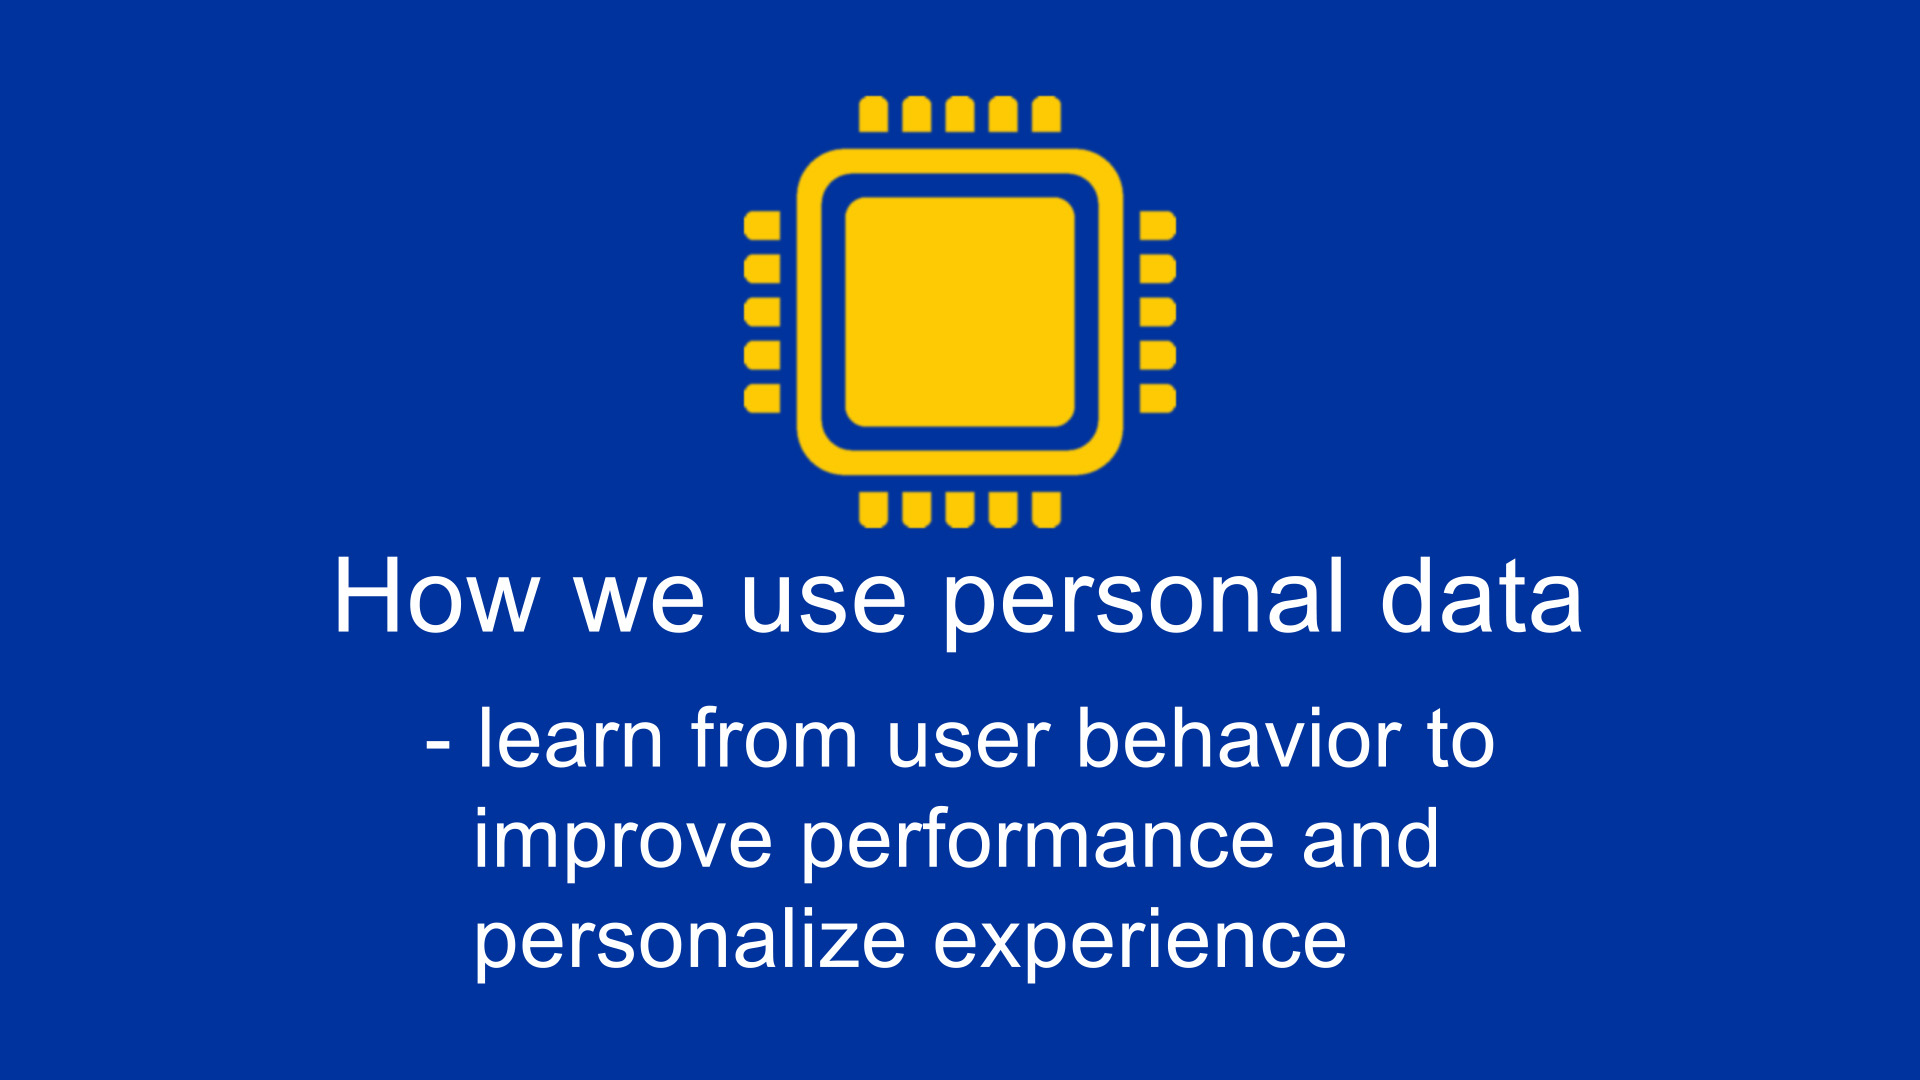 How we use personal data
- learn from user behavior to
improve performance and
personalize experience